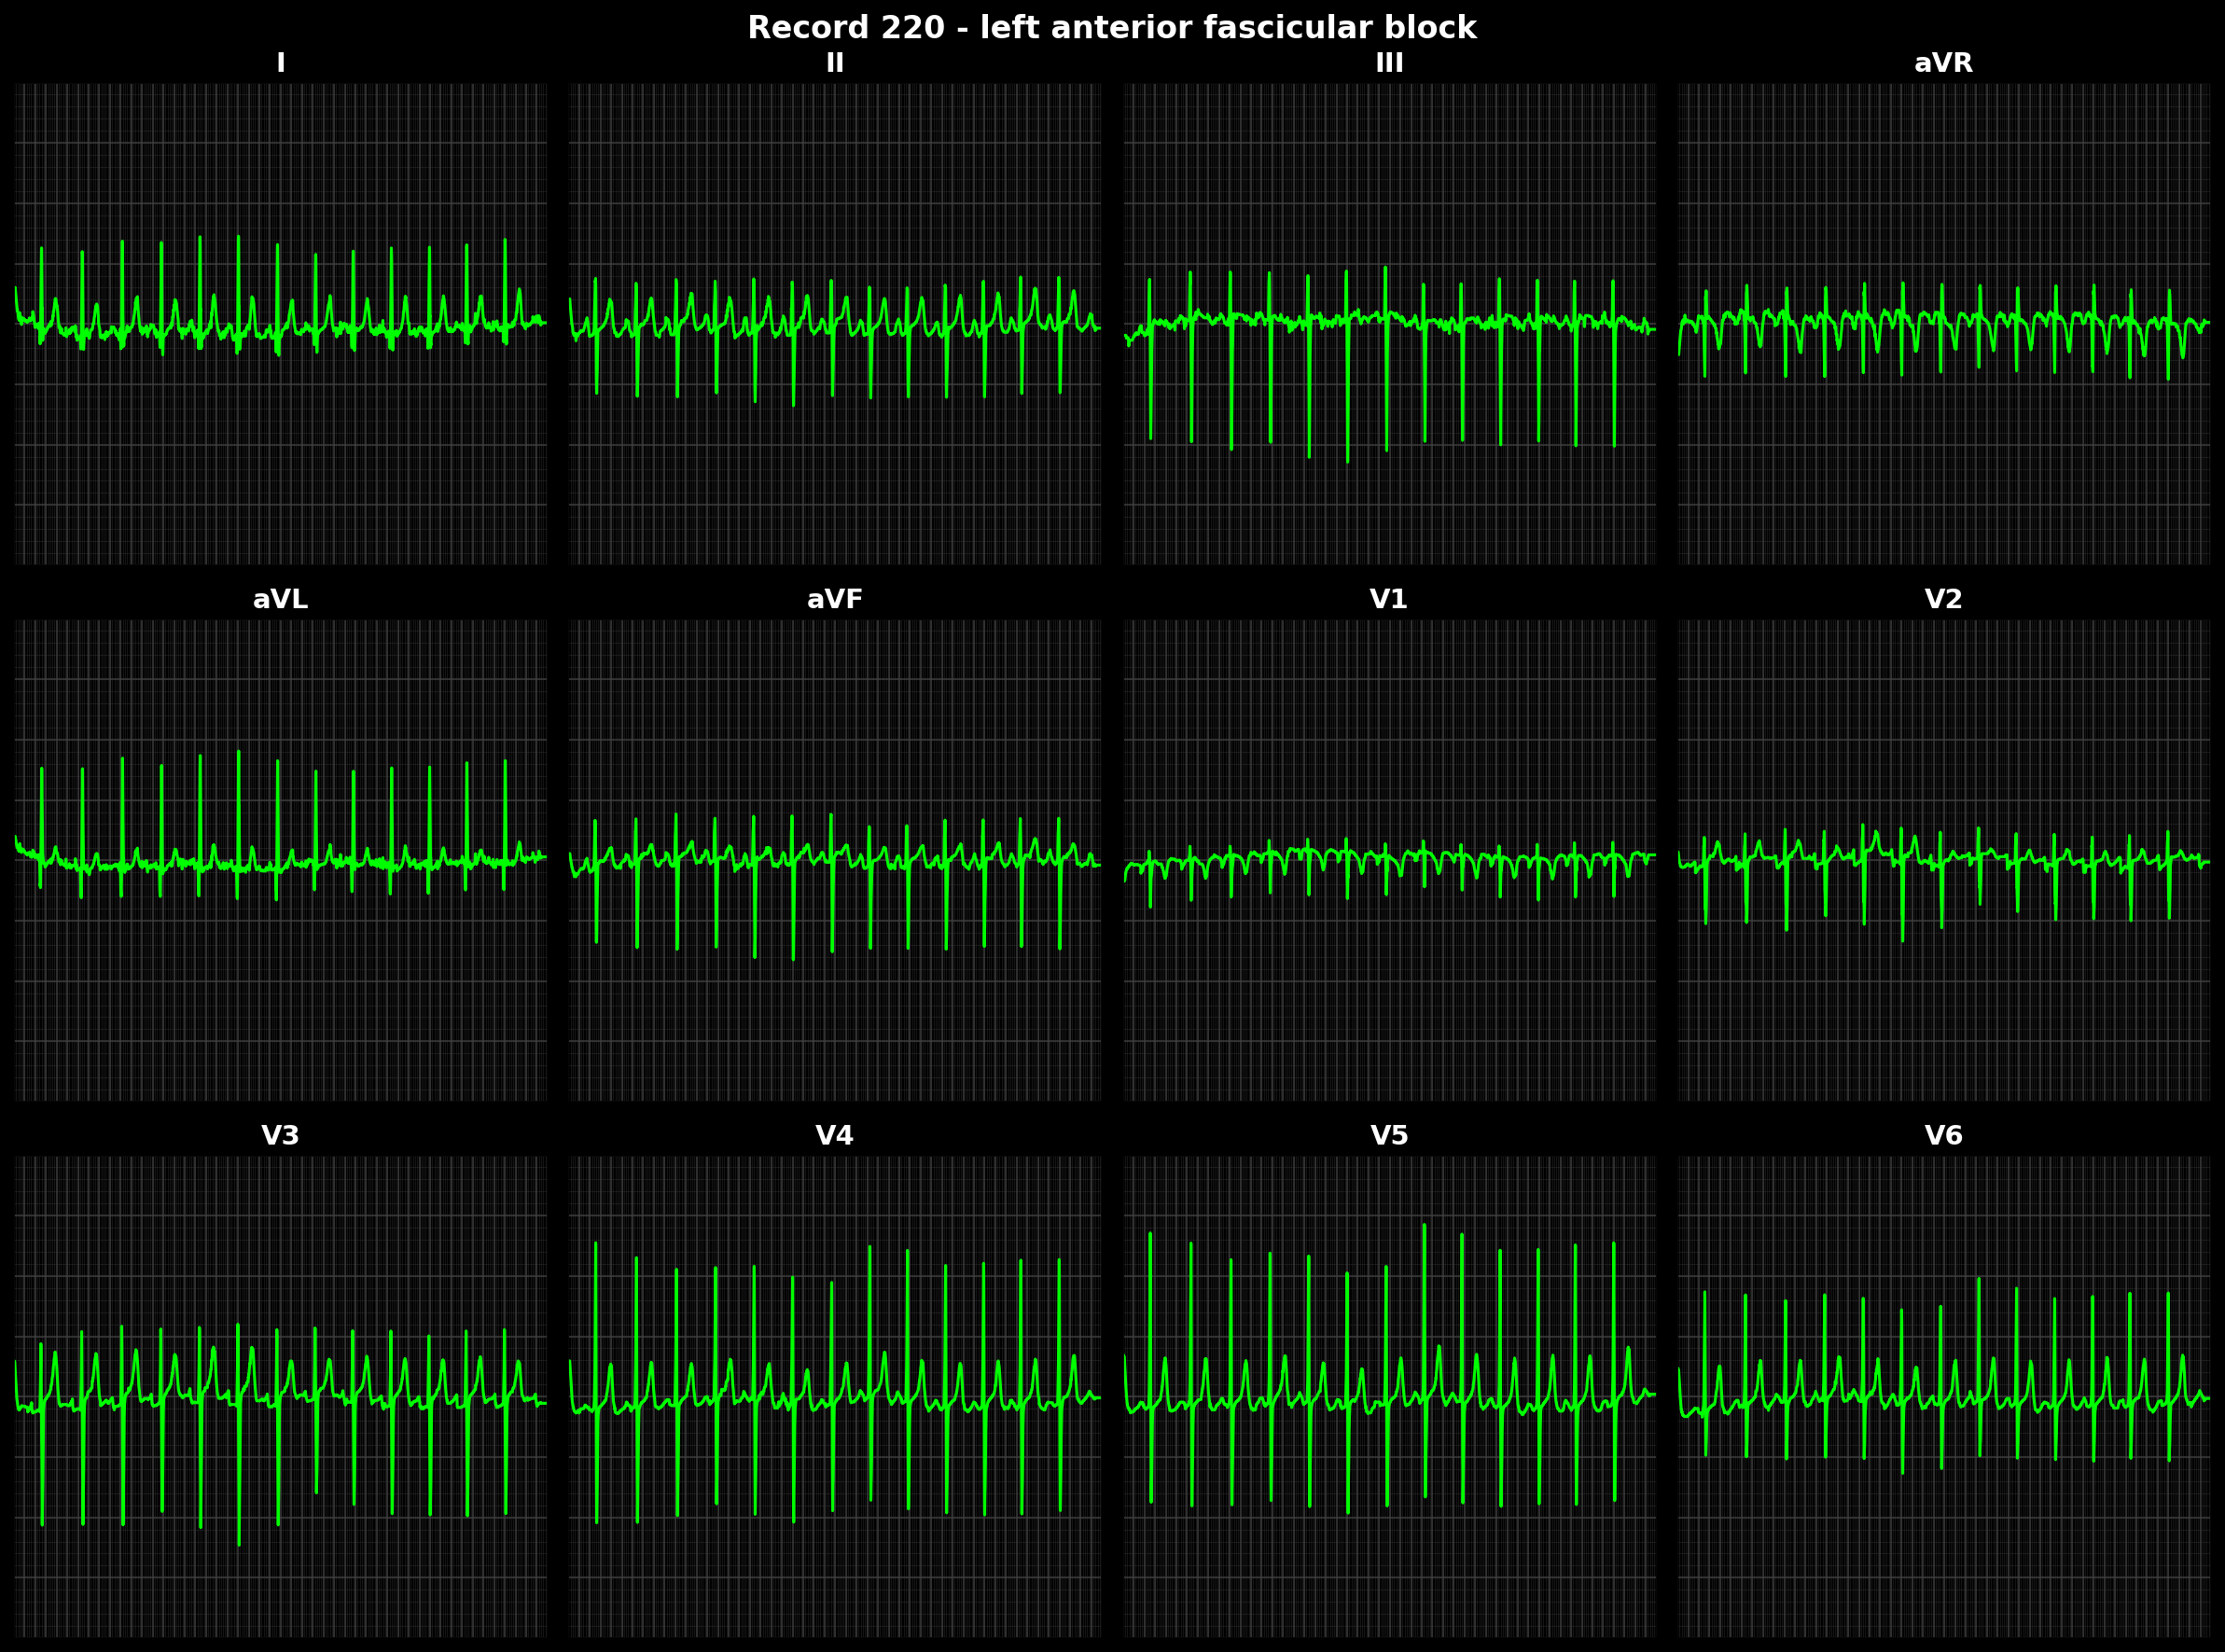 Record 220 - left anterior fascicular block
I
II
III
aVR
aVL
aVF
V1
V2
V3
V4
V5
V6